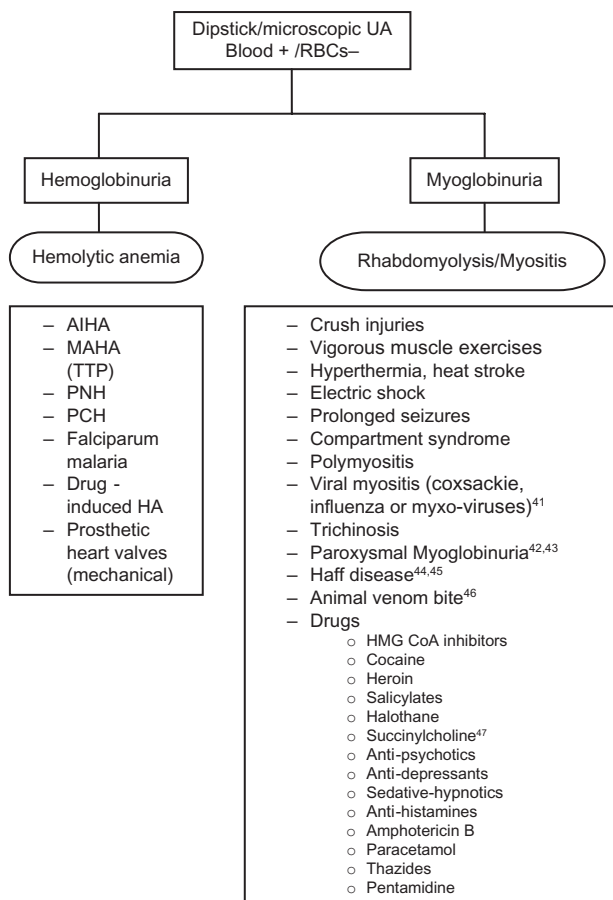 Dipstick/microscopic UA
Blood + /RBCs–
Hemoglobinuria
Myoglobinuria
Hemolytic anemia
Rhabdomyolysis/Myositis
– AIHA
– MAHA
(TTP)
– PNH
– PCH
– Falciparum
malaria
– Drug -
induced HA
– Prosthetic
heart valves
(mechanical)
– Crush injuries
– Vigorous muscle exercises
– Hyperthermia, heat stroke
– Electric shock
– Prolonged seizures
– Compartment syndrome
– Polymyositis
– Viral myositis (coxsackie,
influenza or myxo-viruses)41
– Trichinosis
– Paroxysmal Myoglobinuria42,43
– Haff disease44,45
– Animal venom bite46
– Drugs
○ HMG CoA inhibitors
○ Cocaine
○ Heroin
○ Salicylates
○ Halothane
○ Succinylcholine47
○ Anti-psychotics
○ Anti-depressants
○ Sedative-hypnotics
○ Anti-histamines
○ Amphotericin B
○ Paracetamol
○ Thazides
○ Pentamidine